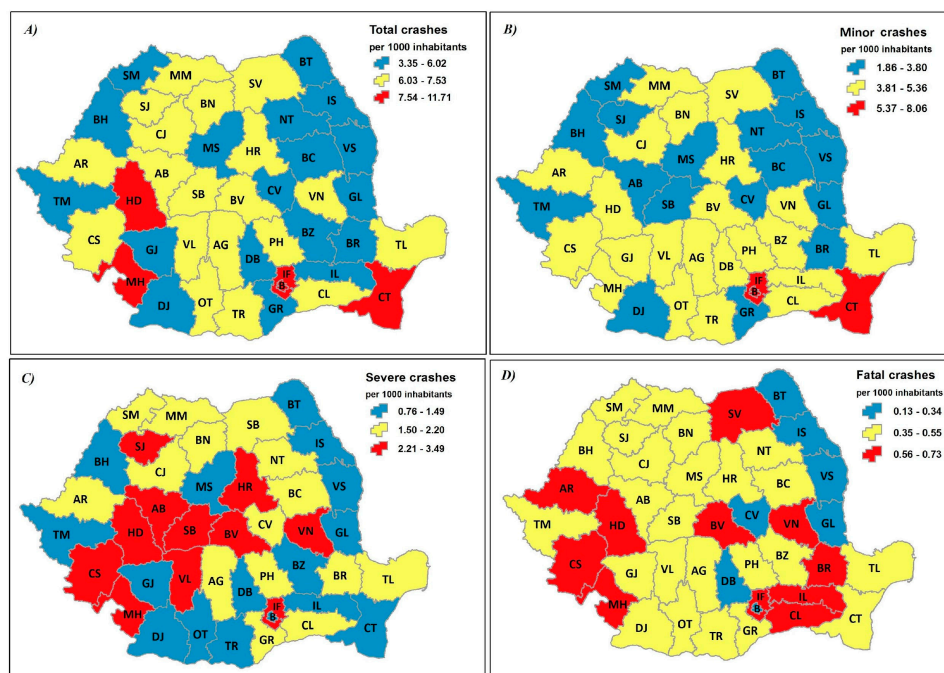 A)
Total crashes
per 1000 inhabitants
3.35 - 6.02
6.03 - 7.53
7.54 - 11.71
SM
MM
SV
BT
SJ
BN
IS
BH
CJ
NT
MS
HR
BC
VS
AR
AB
TM
HD
SB
BV
CV
VN
GL
CS
GJ
VL
AG
PH
BZ
BR
TL
MH
DB
IF
B
IL
DJ
OT
TR
GR
CL
CT
B)
Minor crashes
per 1000 inhabitants
1.86 - 3.80
3.81 - 5.36
5.37 - 8.06
SM
MM
SV
BT
SJ
BN
IS
BH
CJ
NT
MS
HR
BC
VS
AR
AB
TM
HD
SB
BV
CV
VN
GL
CS
GJ
VL
AG
PH
BZ
BR
TL
MH
DB
IF
B
IL
DJ
OT
TR
GR
CL
CT
C)
Severe crashes
per 1000 inhabitants
0.76 - 1.49
1.50 - 2.20
2.21 - 3.49
SM
MM
SB
BT
SJ
BN
IS
BH
CJ
NT
MS
HR
BC
VS
AR
AB
TM
HD
SB
BV
CV
VN
GL
CS
GJ
VL
AG
PH
BZ
BR
TL
MH
DB
IF
B
IL
DJ
OT
TR
GR
CL
CT
D)
Fatal crashes
per 1000 inhabitants
0.13 - 0.34
0.35 - 0.55
0.56 - 0.73
SM
MM
SV
BT
SJ
BN
IS
BH
CJ
NT
MS
HR
BC
VS
AR
AB
TM
HD
SB
BV
CV
VN
GL
CS
GJ
VL
AG
PH
BZ
BR
TL
MH
DB
IF
B
IL
DJ
OT
TR
GR
CL
CT